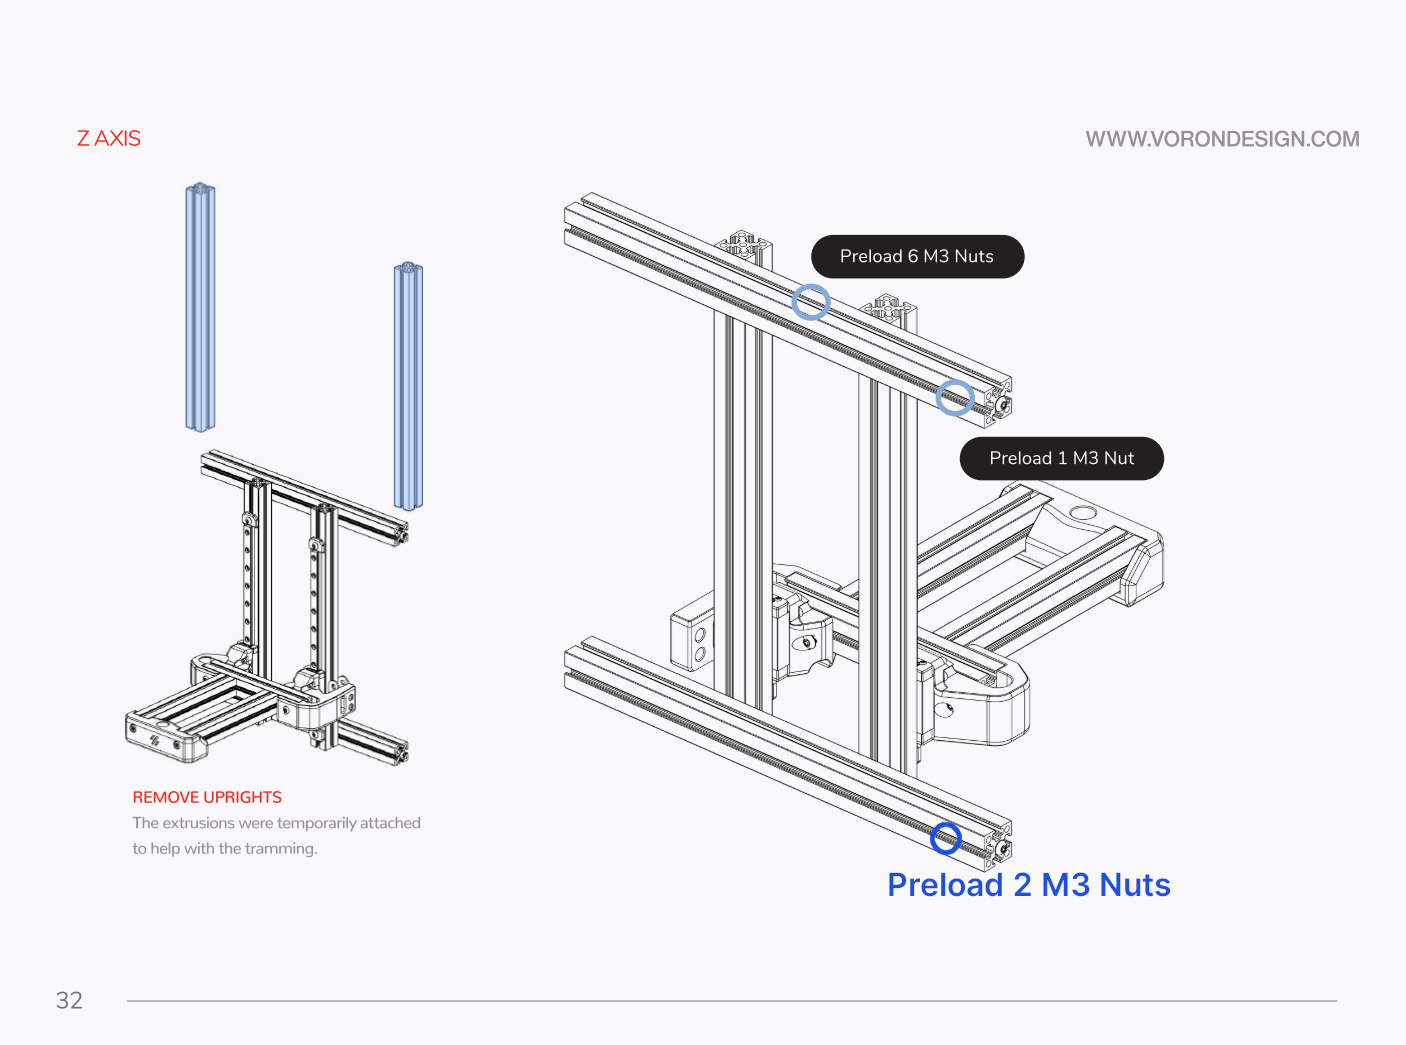 Z AXIS
WWW.VORONDESIGN.COM
Preload 6 M3 Nuts
Preload 1 M3 Nut
REMOVE UPRIGHTS
The extrusions were temporarily attached
to help with the tramming.
Preload 2 M3 Nuts
32